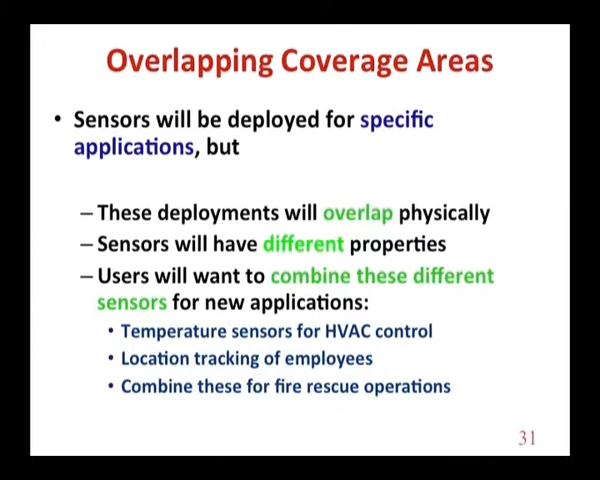 Overlapping Coverage Areas
• Sensors will be deployed for specific
applications, but
– These deployments will overlap physically
– Sensors will have different properties
– Users will want to combine these different
sensors for new applications:
• Temperature sensors for HVAC control
• Location tracking of employees
• Combine these for fire rescue operations
31